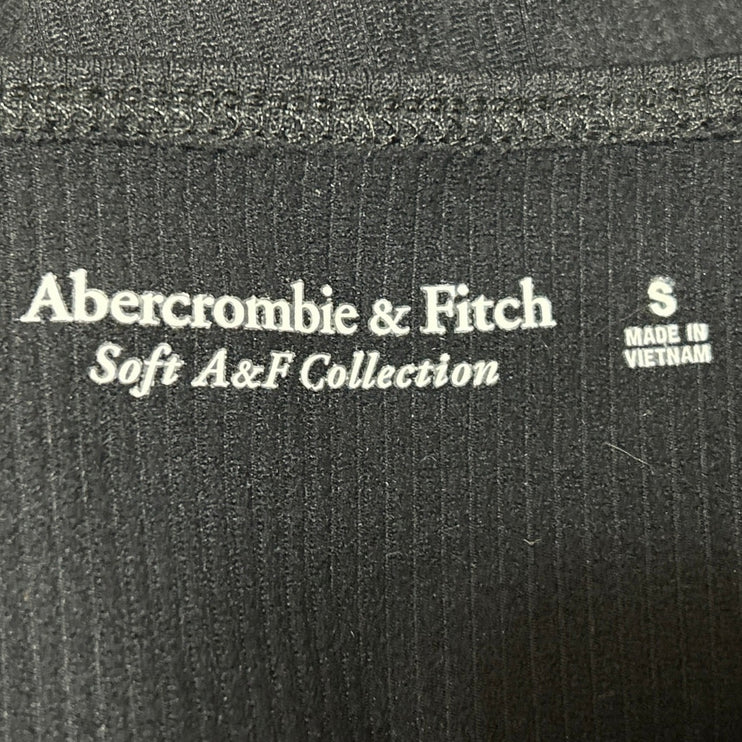 Abercrombie & Fitch
Soft A&F Collection
S
MADE IN
VIETNAM